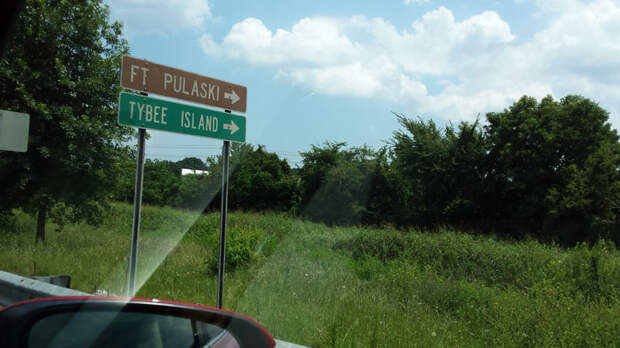 FT PULASKI →
TYBEE ISLAND →